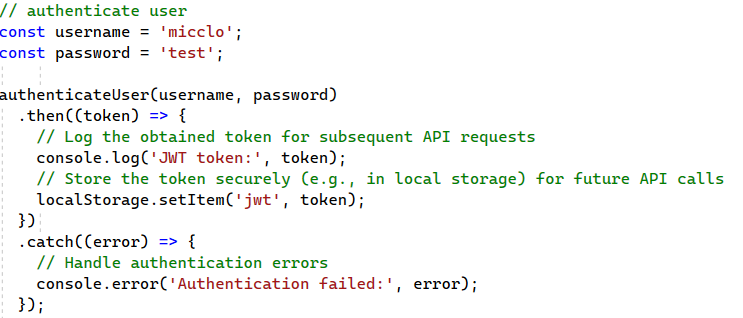 // authenticate user
const username = 'micclo';
const password = 'test';

authenticateUser(username, password)
  .then((token) => {
    // Log the obtained token for subsequent API requests
    console.log('JWT token:', token);
    // Store the token securely (e.g., in local storage) for future API calls
    localStorage.setItem('jwt', token);
  })
  .catch((error) => {
    // Handle authentication errors
    console.error('Authentication failed:', error);
  });